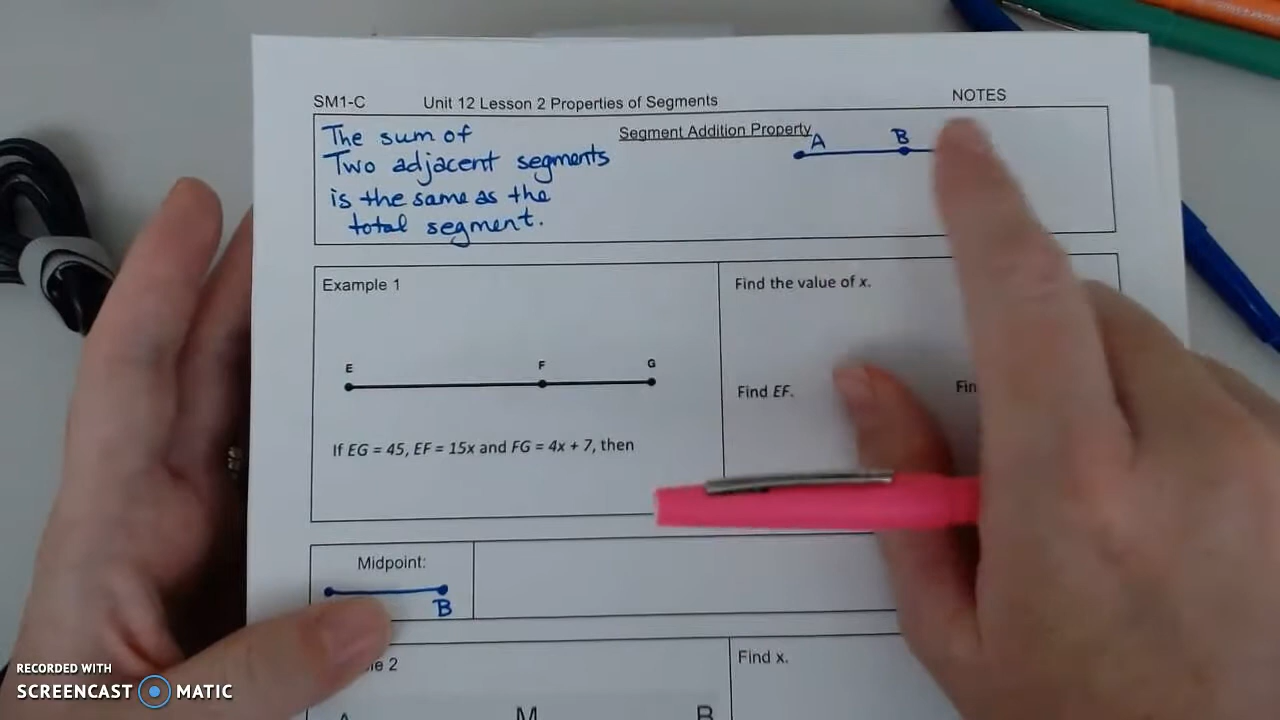 SM1-C Unit 12 Lesson 2 Properties of Segments NOTES
The sum of
Two adjacent segments
is the same as the
total segment.
Segment Addition Property
A B
Example 1
E F G
If EG = 45, EF = 15x and FG = 4x + 7, then
Find the value of x.
Find EF.
Midpoint:
B
2
A M B
Find x.
RECORDED WITH
SCREENCAST MATIC